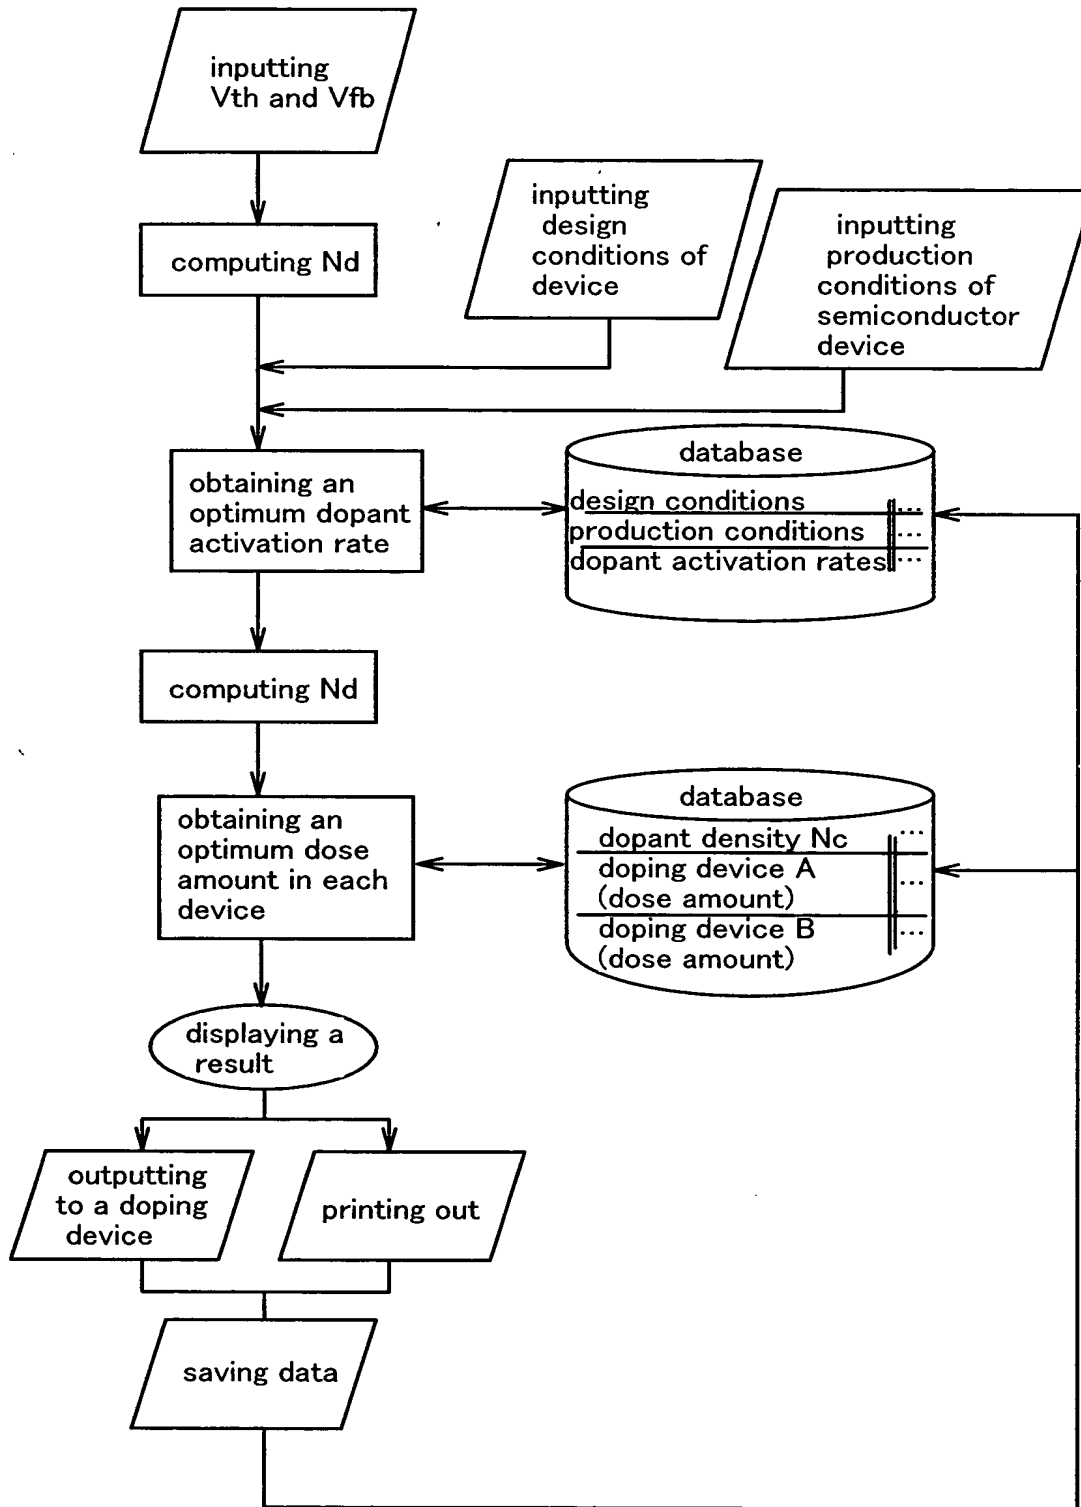 inputting
Vth and Vfb
computing Nd
inputting
design
conditions of
device
inputting
production
conditions of
semiconductor
device
obtaining an
optimum dopant
activation rate
database
design conditions ...
production conditions ...
dopant activation rates ...
computing Nd
obtaining an
optimum dose
amount in each
device
database
dopant density Nc ...
doping device A ...
(dose amount)
doping device B ...
(dose amount)
displaying a
result
outputting
to a doping
device
printing out
saving data